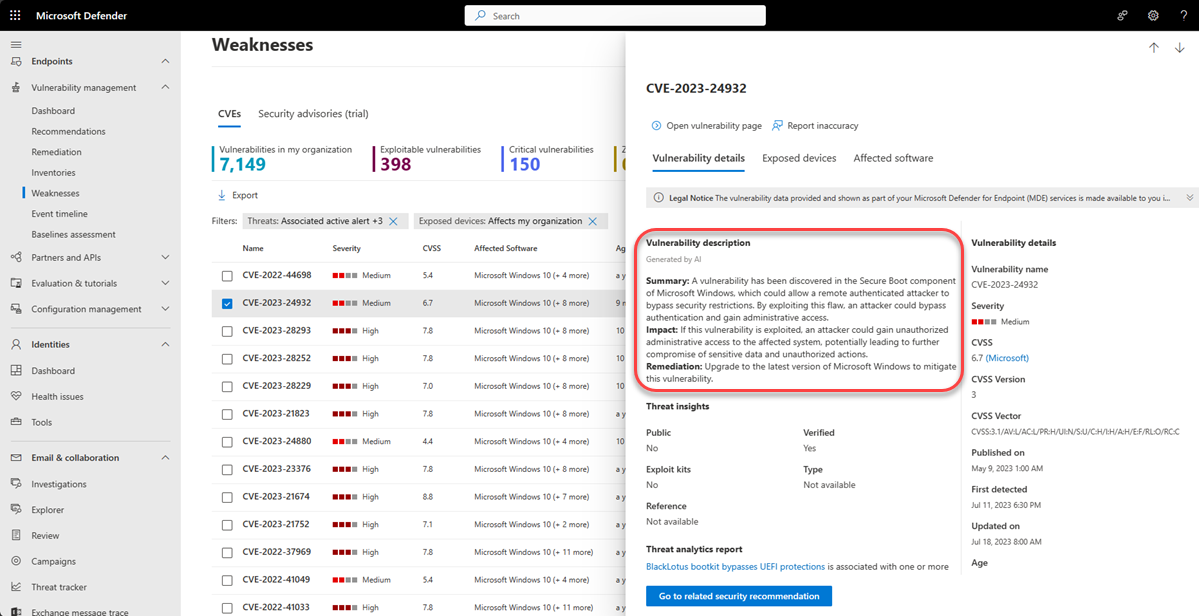 Microsoft Defender
Search
Endpoints
Vulnerability management
Dashboard
Recommendations
Remediation
Inventories
Weaknesses
Event timeline
Baselines assessment
Partners and APIs
Evaluation & tutorials
Configuration management
Identities
Dashboard
Health issues
Tools
Email & collaboration
Investigations
Explorer
Review
Campaigns
Threat tracker
Exchange message trace
Weaknesses
CVEs Security advisories (trial)
Vulnerabilities in my organization Exploitable vulnerabilities Critical vulnerabilities
7,149 398 150
Export
Filters: Threats: Associated active alert +3 Exposed devices: Affects my organization
Name Severity CVSS Affected Software
CVE-2022-44698 Medium 5.4 Microsoft Windows 10 (+ 4 more) a y
CVE-2023-24932 Medium 6.7 Microsoft Windows 10 (+ 8 more) 9 m
CVE-2023-28293 High 7.8 Microsoft Windows 10 (+ 8 more) 10
CVE-2023-28252 High 7.8 Microsoft Windows 10 (+ 8 more) 10
CVE-2023-28229 High 7.0 Microsoft Windows 10 (+ 8 more) 10
CVE-2023-21823 High 7.8 Microsoft Windows 10 (+ 8 more) a y
CVE-2023-24880 Medium 4.4 Microsoft Windows 10 (+ 4 more) 10
CVE-2023-23376 High 7.8 Microsoft Windows 10 (+ 8 more) a y
CVE-2023-21674 High 8.8 Microsoft Windows 10 (+ 7 more) a y
CVE-2023-21752 High 7.1 Microsoft Windows 10 (+ 2 more) a y
CVE-2022-37969 High 7.8 Microsoft Windows 10 (+ 11 more) a y
CVE-2022-41049 Medium 5.4 Microsoft Windows 10 (+ 4 more) a y
CVE-2022-41033 High 7.8 Microsoft Windows 10 (+ 11 more) a y
CVE-2023-24932
Open vulnerability page Report inaccuracy
Vulnerability details Exposed devices Affected software
Legal Notice The vulnerability data provided and shown as part of your Microsoft Defender for Endpoint (MDE) services is made available to you i...
Vulnerability description
Generated by AI
Summary: A vulnerability has been discovered in the Secure Boot component
of Microsoft Windows, which could allow a remote authenticated attacker to
bypass security restrictions. By exploiting this flaw, an attacker could bypass
authentication and gain administrative access.
Impact: If this vulnerability is exploited, an attacker could gain unauthorized
administrative access to the affected system, potentially leading to further
compromise of sensitive data and unauthorized actions.
Remediation: Upgrade to the latest version of Microsoft Windows to mitigate
this vulnerability.
Threat insights
Public Verified
No Yes
Exploit kits Type
No Not available
Reference
Not available
Threat analytics report
BlackLotus bootkit bypasses UEFI protections is associated with one or more
Go to related security recommendation
Vulnerability details
Vulnerability name
CVE-2023-24932
Severity
Medium
CVSS
6.7 (Microsoft)
CVSS Version
3
CVSS Vector
CVSS:3.1/AV:L/AC:L/PR:H/UI:N/S:U/C:H/I:H/A:H/E:F/RL:O/RC:C
Published on
May 9, 2023 1:00 AM
First detected
Jul 11, 2023 6:30 PM
Updated on
Jul 18, 2023 8:00 AM
Age